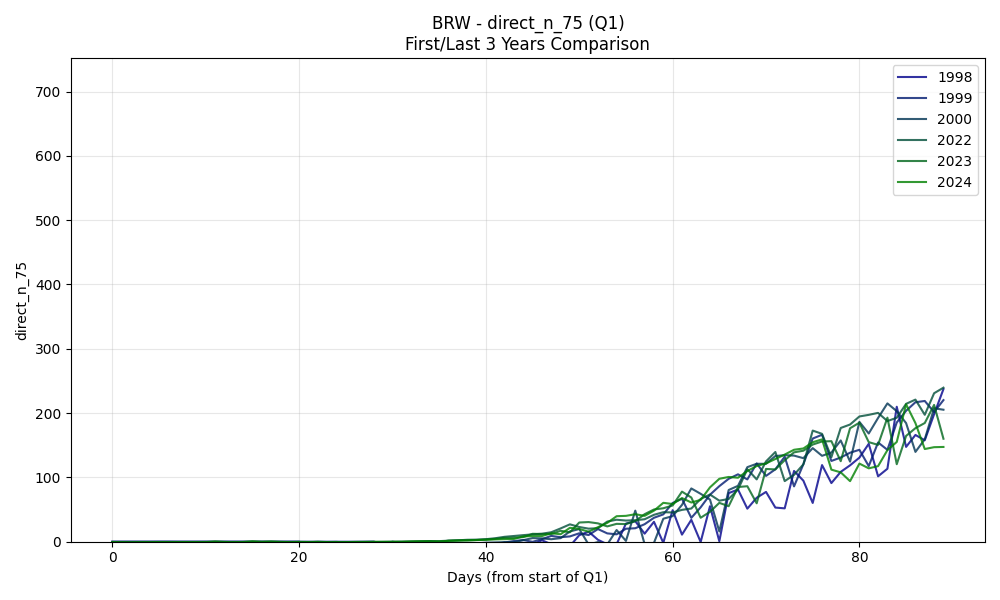 BRW - direct_n_75 (Q1)
First/Last 3 Years Comparison
direct_n_75
700
600
500
400
300
200
100
0
0 20 40 60 80
Days (from start of Q1)
1998
1999
2000
2022
2023
2024